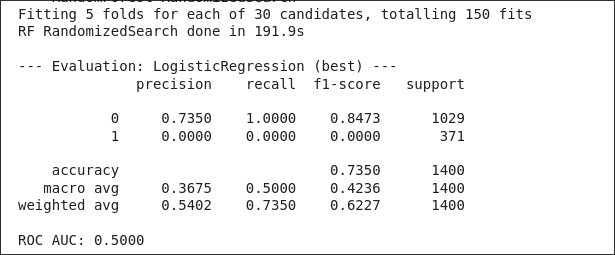 Fitting 5 folds for each of 30 candidates, totalling 150 fits
RF RandomizedSearch done in 191.9s
--- Evaluation: LogisticRegression (best) ---
precision recall f1-score support
0 0.7350 1.0000 0.8473 1029
1 0.0000 0.0000 0.0000 371
accuracy 0.7350 1400
macro avg 0.3675 0.5000 0.4236 1400
weighted avg 0.5402 0.7350 0.6227 1400
ROC AUC: 0.5000